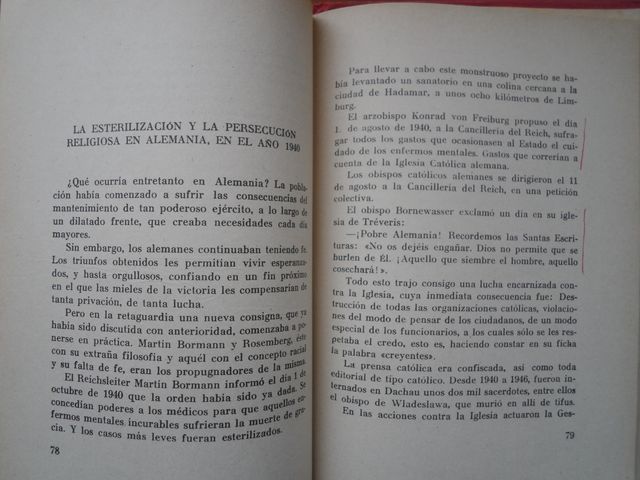 LA ESTERILIZACIÓN Y LA PERSECUCIÓN
RELIGIOSA EN ALEMANIA, EN EL AÑO 1940
¿Qué ocurría entretanto en Alemania? La pobla-
ción había comenzado a sufrir las consecuencias del
mantenimiento de tan poderoso ejército, a lo largo de
un dilatado frente, que creaba necesidades cada día
mayores.
Sin embargo, los alemanes continuaban teniendo fe.
Los triunfos obtenidos les permitían vivir esperanza-
dos, y hasta orgullosos, confiando en un fin próximo
en el que las mieles de la victoria les compensarían de
tanta privación, de tanta lucha.
Pero en la retaguardia una nueva consigna, que ya
había sido discutida con anterioridad, comenzaba a po-
nerse en práctica. Martin Bormann y Rosemberg, éste
con su extraña filosofía y aquél con el concepto racial
y su falta de fe, eran los propugnadores de la misma.
El Reichsleiter Martin Bormann informó el día 1 de
octubre de 1940 que la orden había sido ya dada. Se
concedían poderes a los médicos para que aquellos en-
fermos mentales incurables sufrieran la muerte de gra-
cia. Y los casos más leves fueran esterilizados.
78
Para llevar a cabo este monstruoso proyecto se ha-
bía levantado un sanatorio en una colina cercana a la
ciudad de Hadamar, a unos ocho kilómetros de Lim-
burg.
El arzobispo Konrad von Freiburg propuso el día
1. de agosto de 1940, a la Cancillería del Reich, sufra-
gar todos los gastos que ocasionasen al Estado el cui-
dado de los enfermos mentales. Gastos que correrían a
cuenta de la Iglesia Católica alemana.
Los obispos católicos alemanes se dirigieron el 11
de agosto a la Cancillería del Reich, en una petición
colectiva.
El obispo Bornewasser exclamó un día en su igle-
sia de Tréveris:
—¡Pobre Alemania! Recordemos las Santas Escri-
turas: «No os dejéis engañar. Dios no permite que se
burlen de Él. ¡Aquello que siembre el hombre, aquello
cosechará!».
Todo esto trajo consigo una lucha encarnizada con-
tra la Iglesia, cuya inmediata consecuencia fue: Des-
trucción de todas las organizaciones católicas, violacio-
nes del modo de pensar de los ciudadanos, de un modo
especial de los funcionarios, a los cuales sólo se les res-
petaba el credo, esto es, haciendo constar en su ficha
la palabra «creyentes».
La prensa católica era confiscada, así como toda
editorial de tipo católico. Desde 1940 a 1946, fueron in-
ternados en Dachau unos dos mil sacerdotes, entre ellos
el obispo de Wladeslawa, que murió en allí de tifus.
En las acciones contra la Iglesia actuaron la Ges-
79